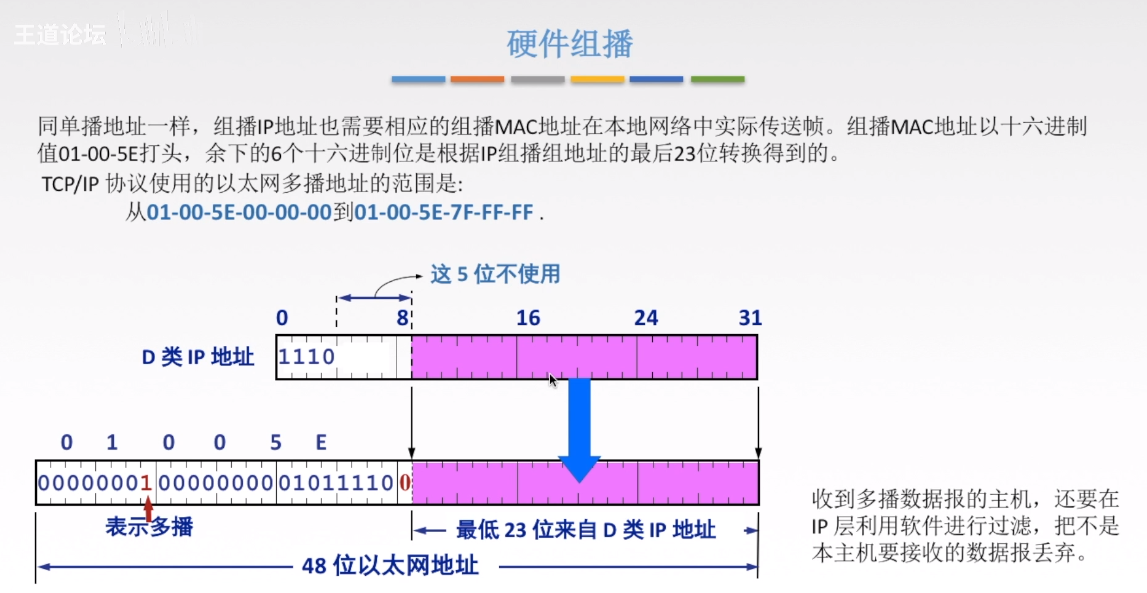 王道论坛
硬件组播
同单播地址一样，组播IP地址也需要相应的组播MAC地址在本地网络中实际传送帧。组播MAC地址以十六进制
值01-00-5E打头，余下的6个十六进制位是根据IP组播组地址的最后23位转换得到的。
TCP/IP 协议使用的以太网多播地址的范围是:
从01-00-5E-00-00-00到01-00-5E-7F-FF-FF .
这 5 位不使用
0 8 16 24 31
D 类 IP 地址 1110
0 1 0 0 5 E
00000001 00000000 01011110 0
表示多播
最低 23 位来自 D 类 IP 地址
48 位以太网地址
收到多播数据报的主机，还要在
IP 层利用软件进行过滤，把不是
本主机要接收的数据报丢弃。